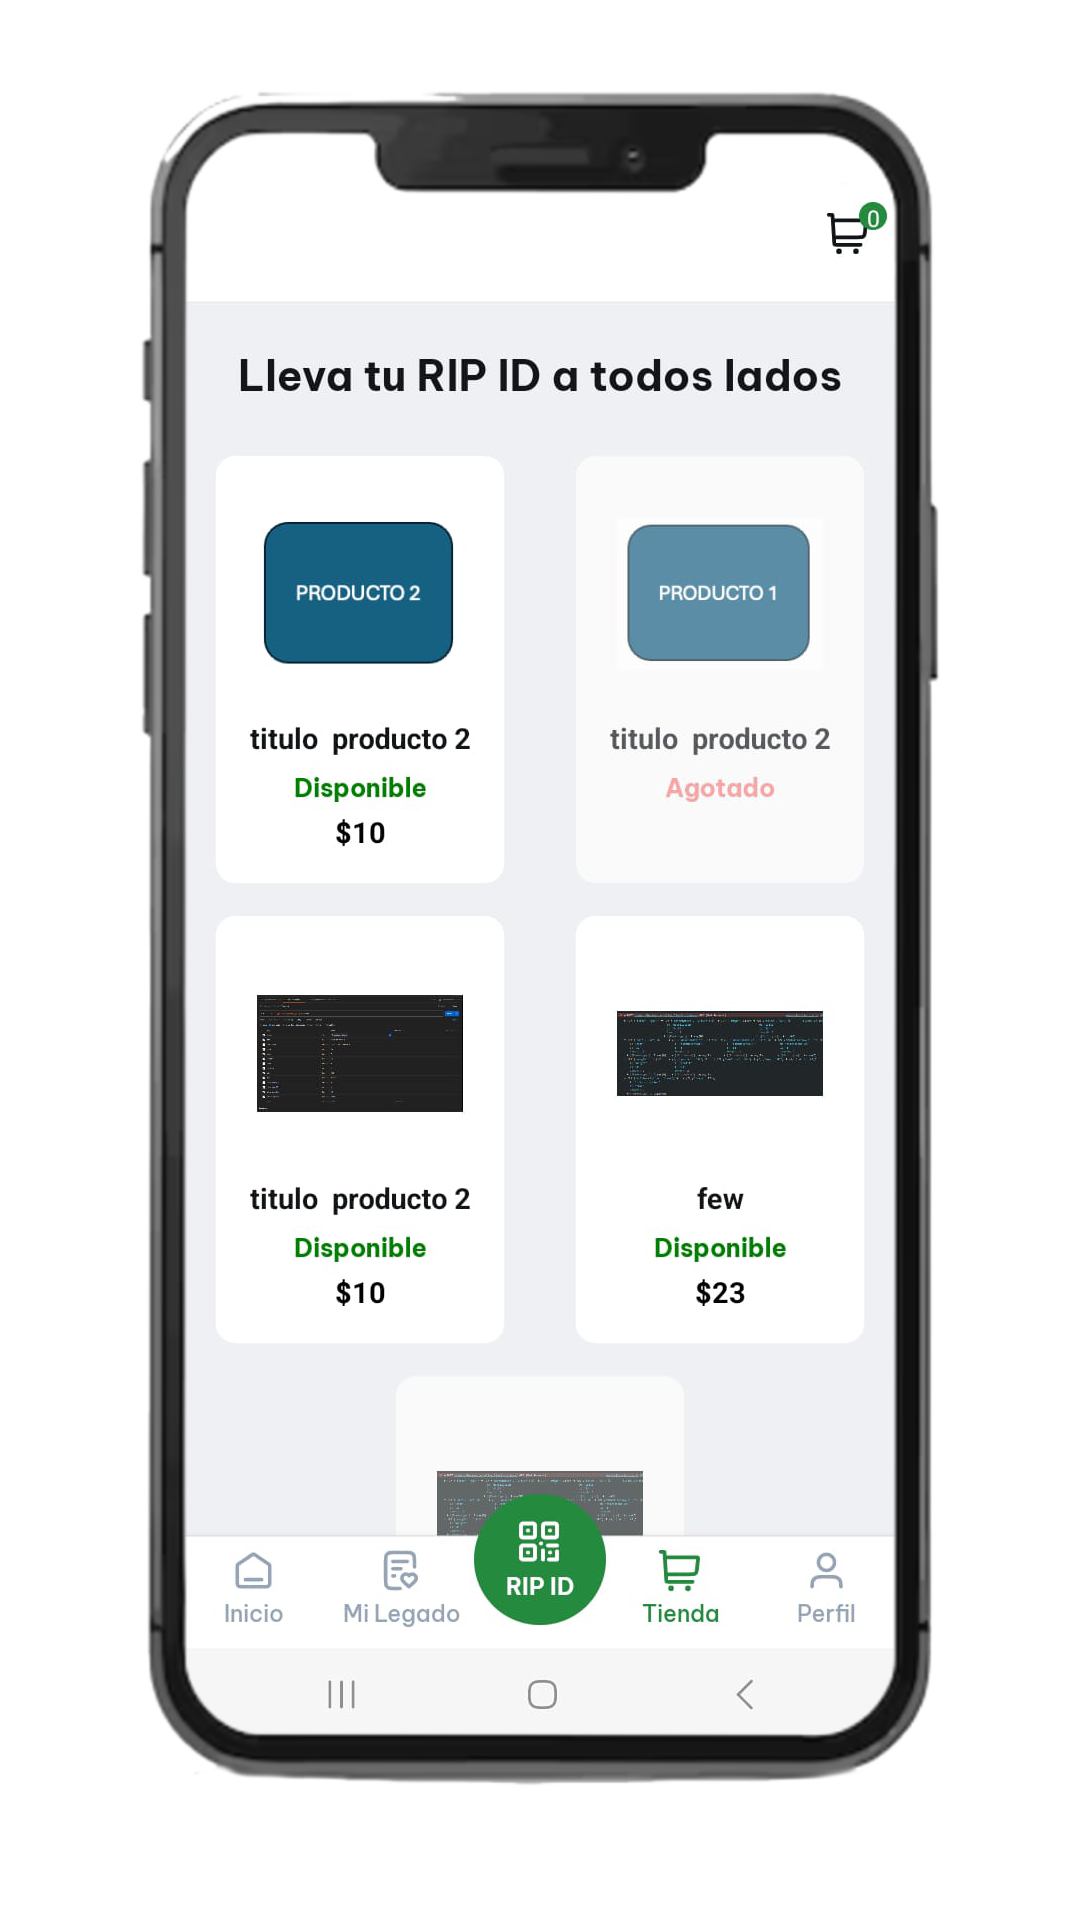 0
Lleva tu RIP ID a todos lados
PRODUCTO 2
PRODUCTO 1
titulo producto 2
titulo producto 2
Disponible
Agotado
$10
titulo producto 2
few
Disponible
Disponible
$10
$23
RIP ID
Inicio
Mi Legado
Tienda
Perfil